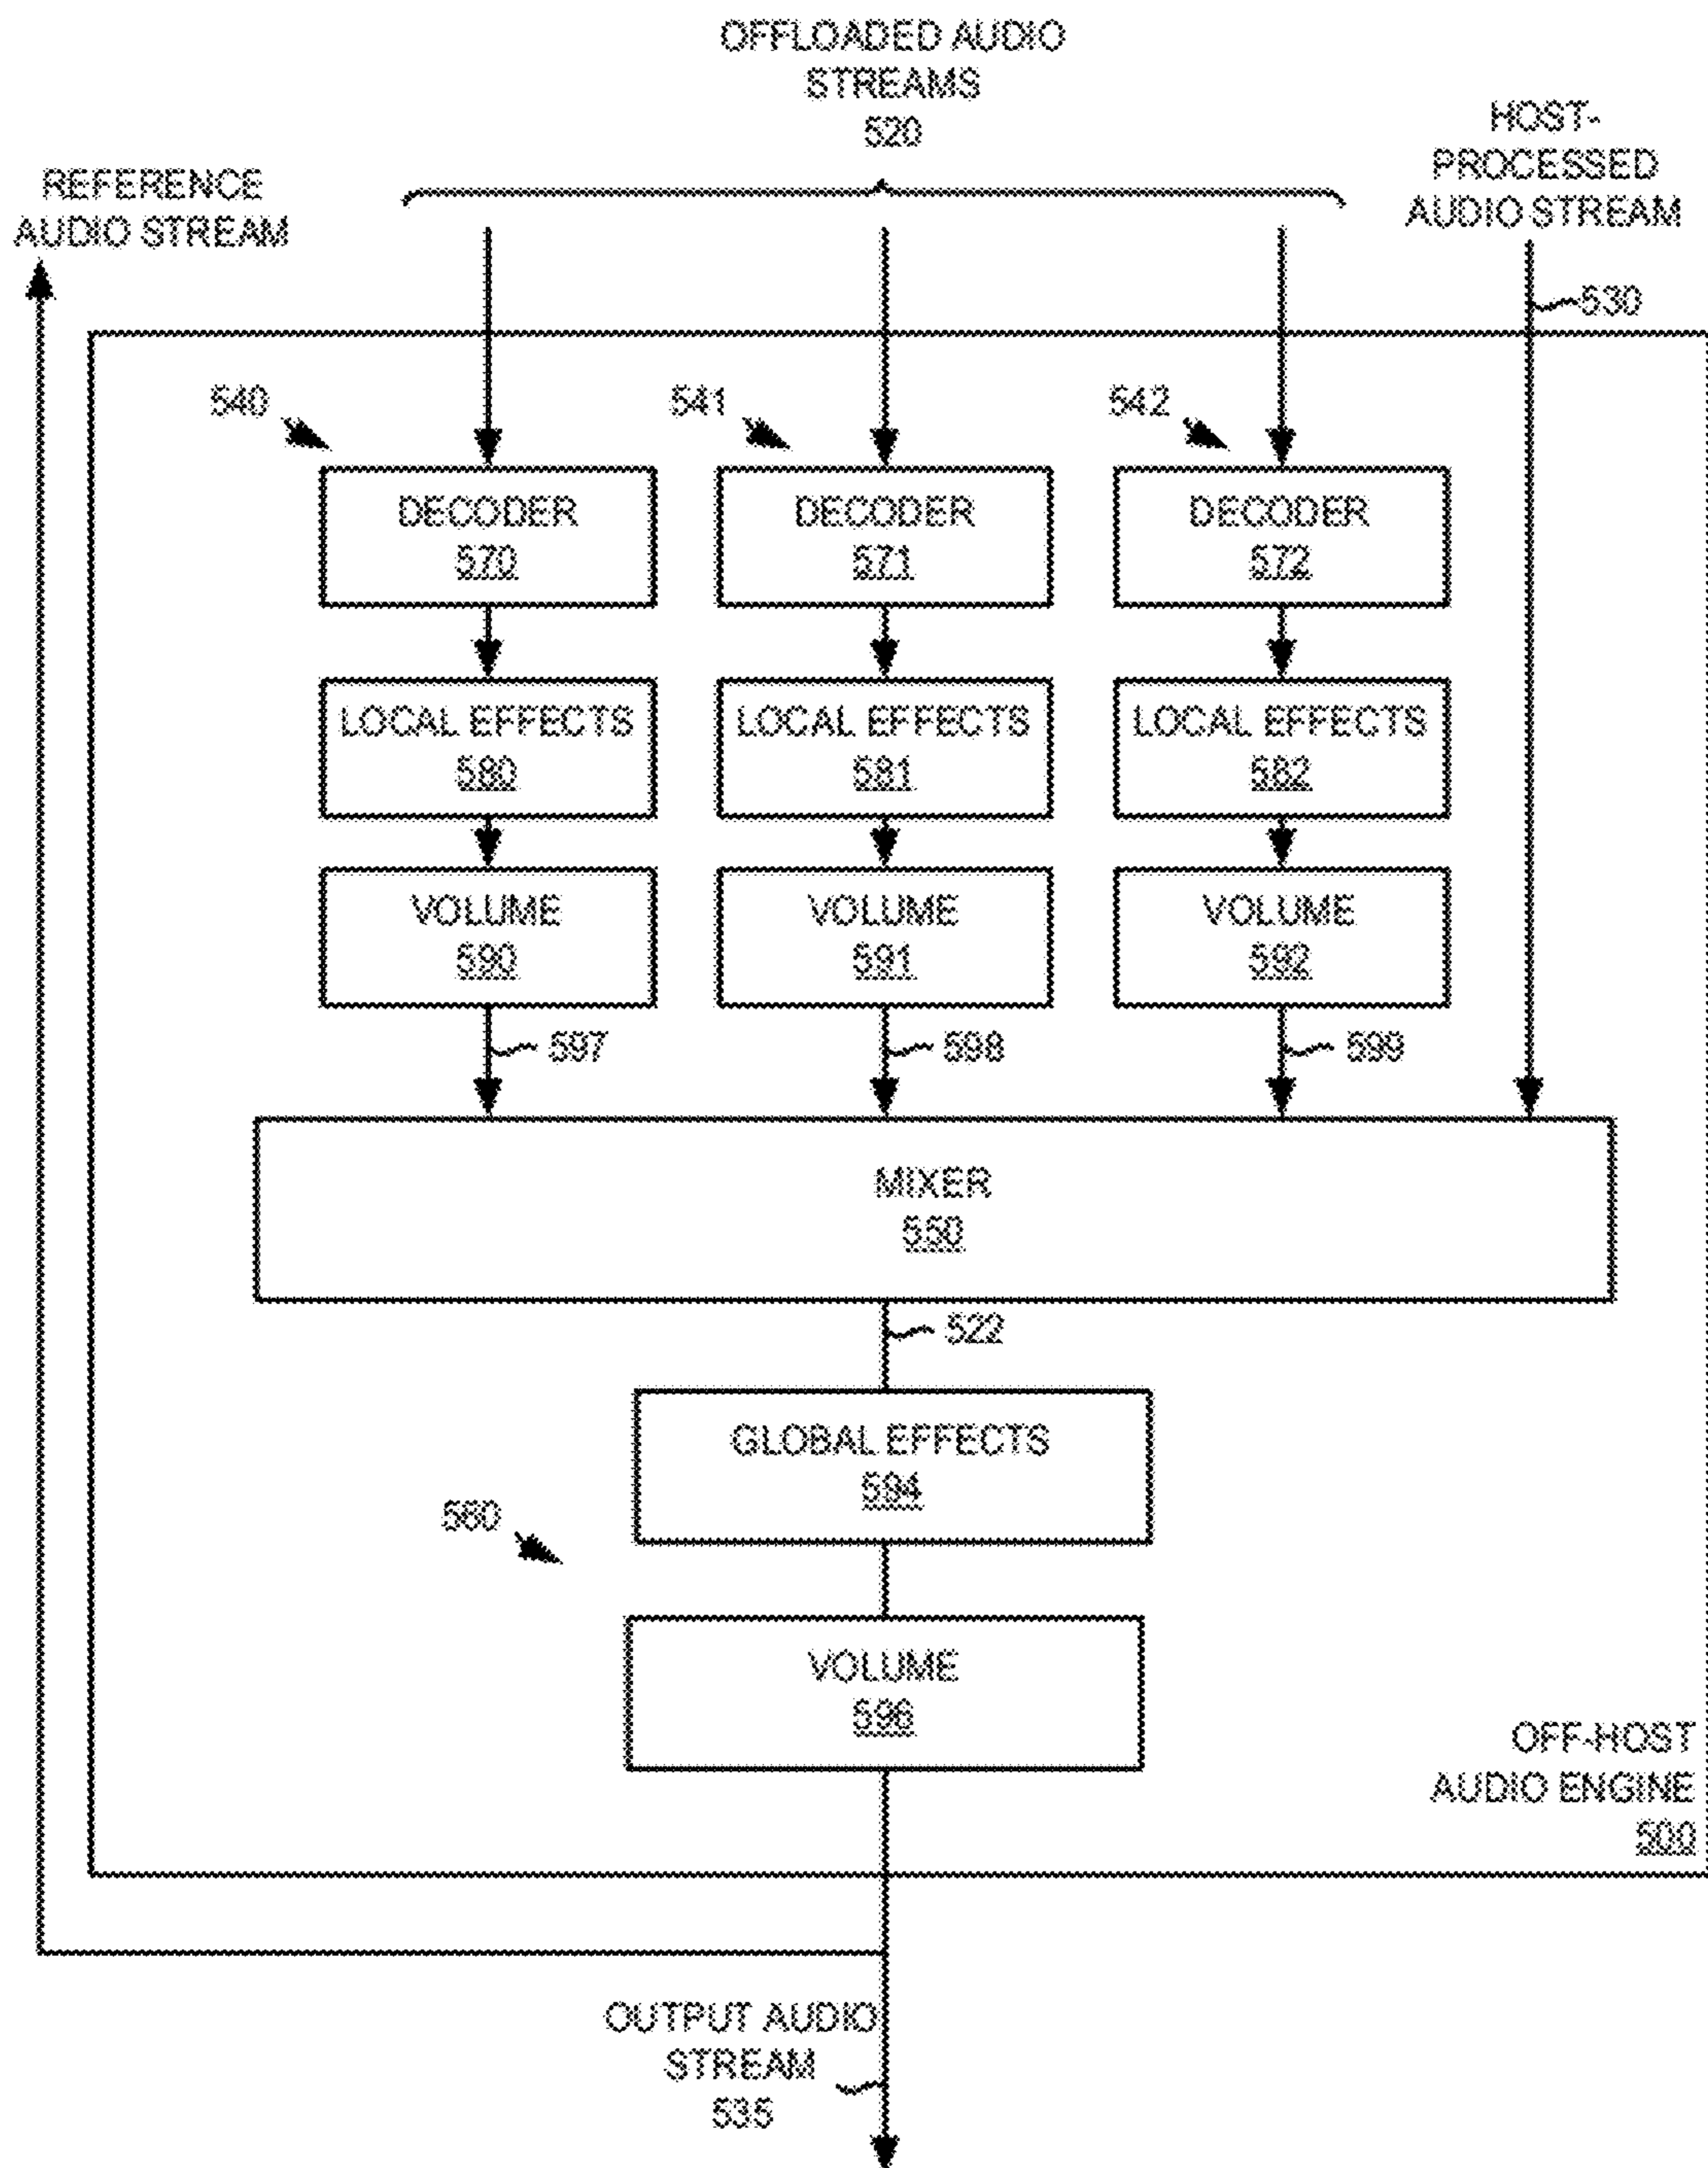 OFFLOADED AUDIO
STREAMS
520
HOST-
PROCESSED
AUDIO STREAM
REFERENCE
AUDIO STREAM
530
540
541
542
DECODER
570
DECODER
571
DECODER
572
LOCAL EFFECTS
580
LOCAL EFFECTS
581
LOCAL EFFECTS
582
VOLUME
590
VOLUME
591
VOLUME
592
597
598
599
MIXER
550
522
GLOBAL EFFECTS
594
560
VOLUME
596
OFF-HOST
AUDIO ENGINE
500
OUTPUT AUDIO
STREAM
535